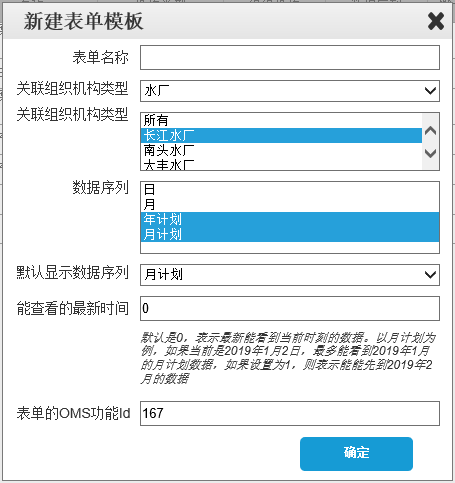 新建表单模板
表单名称
关联组织机构类型
水厂
关联组织机构类型
所有
长江水厂
南头水厂
大丰水厂
数据序列
日
月
年计划
月计划
默认显示数据序列
月计划
能查看的最新时间
0
默认是0，表示最新能看到当前时刻的数据。以月计划为
例，如果当前是2019年1月2日，最多能看到2019年1月
的月计划数据，如果设置为1，则表示能能先到2019年2
月的数据
表单的OMS功能Id
167
确定